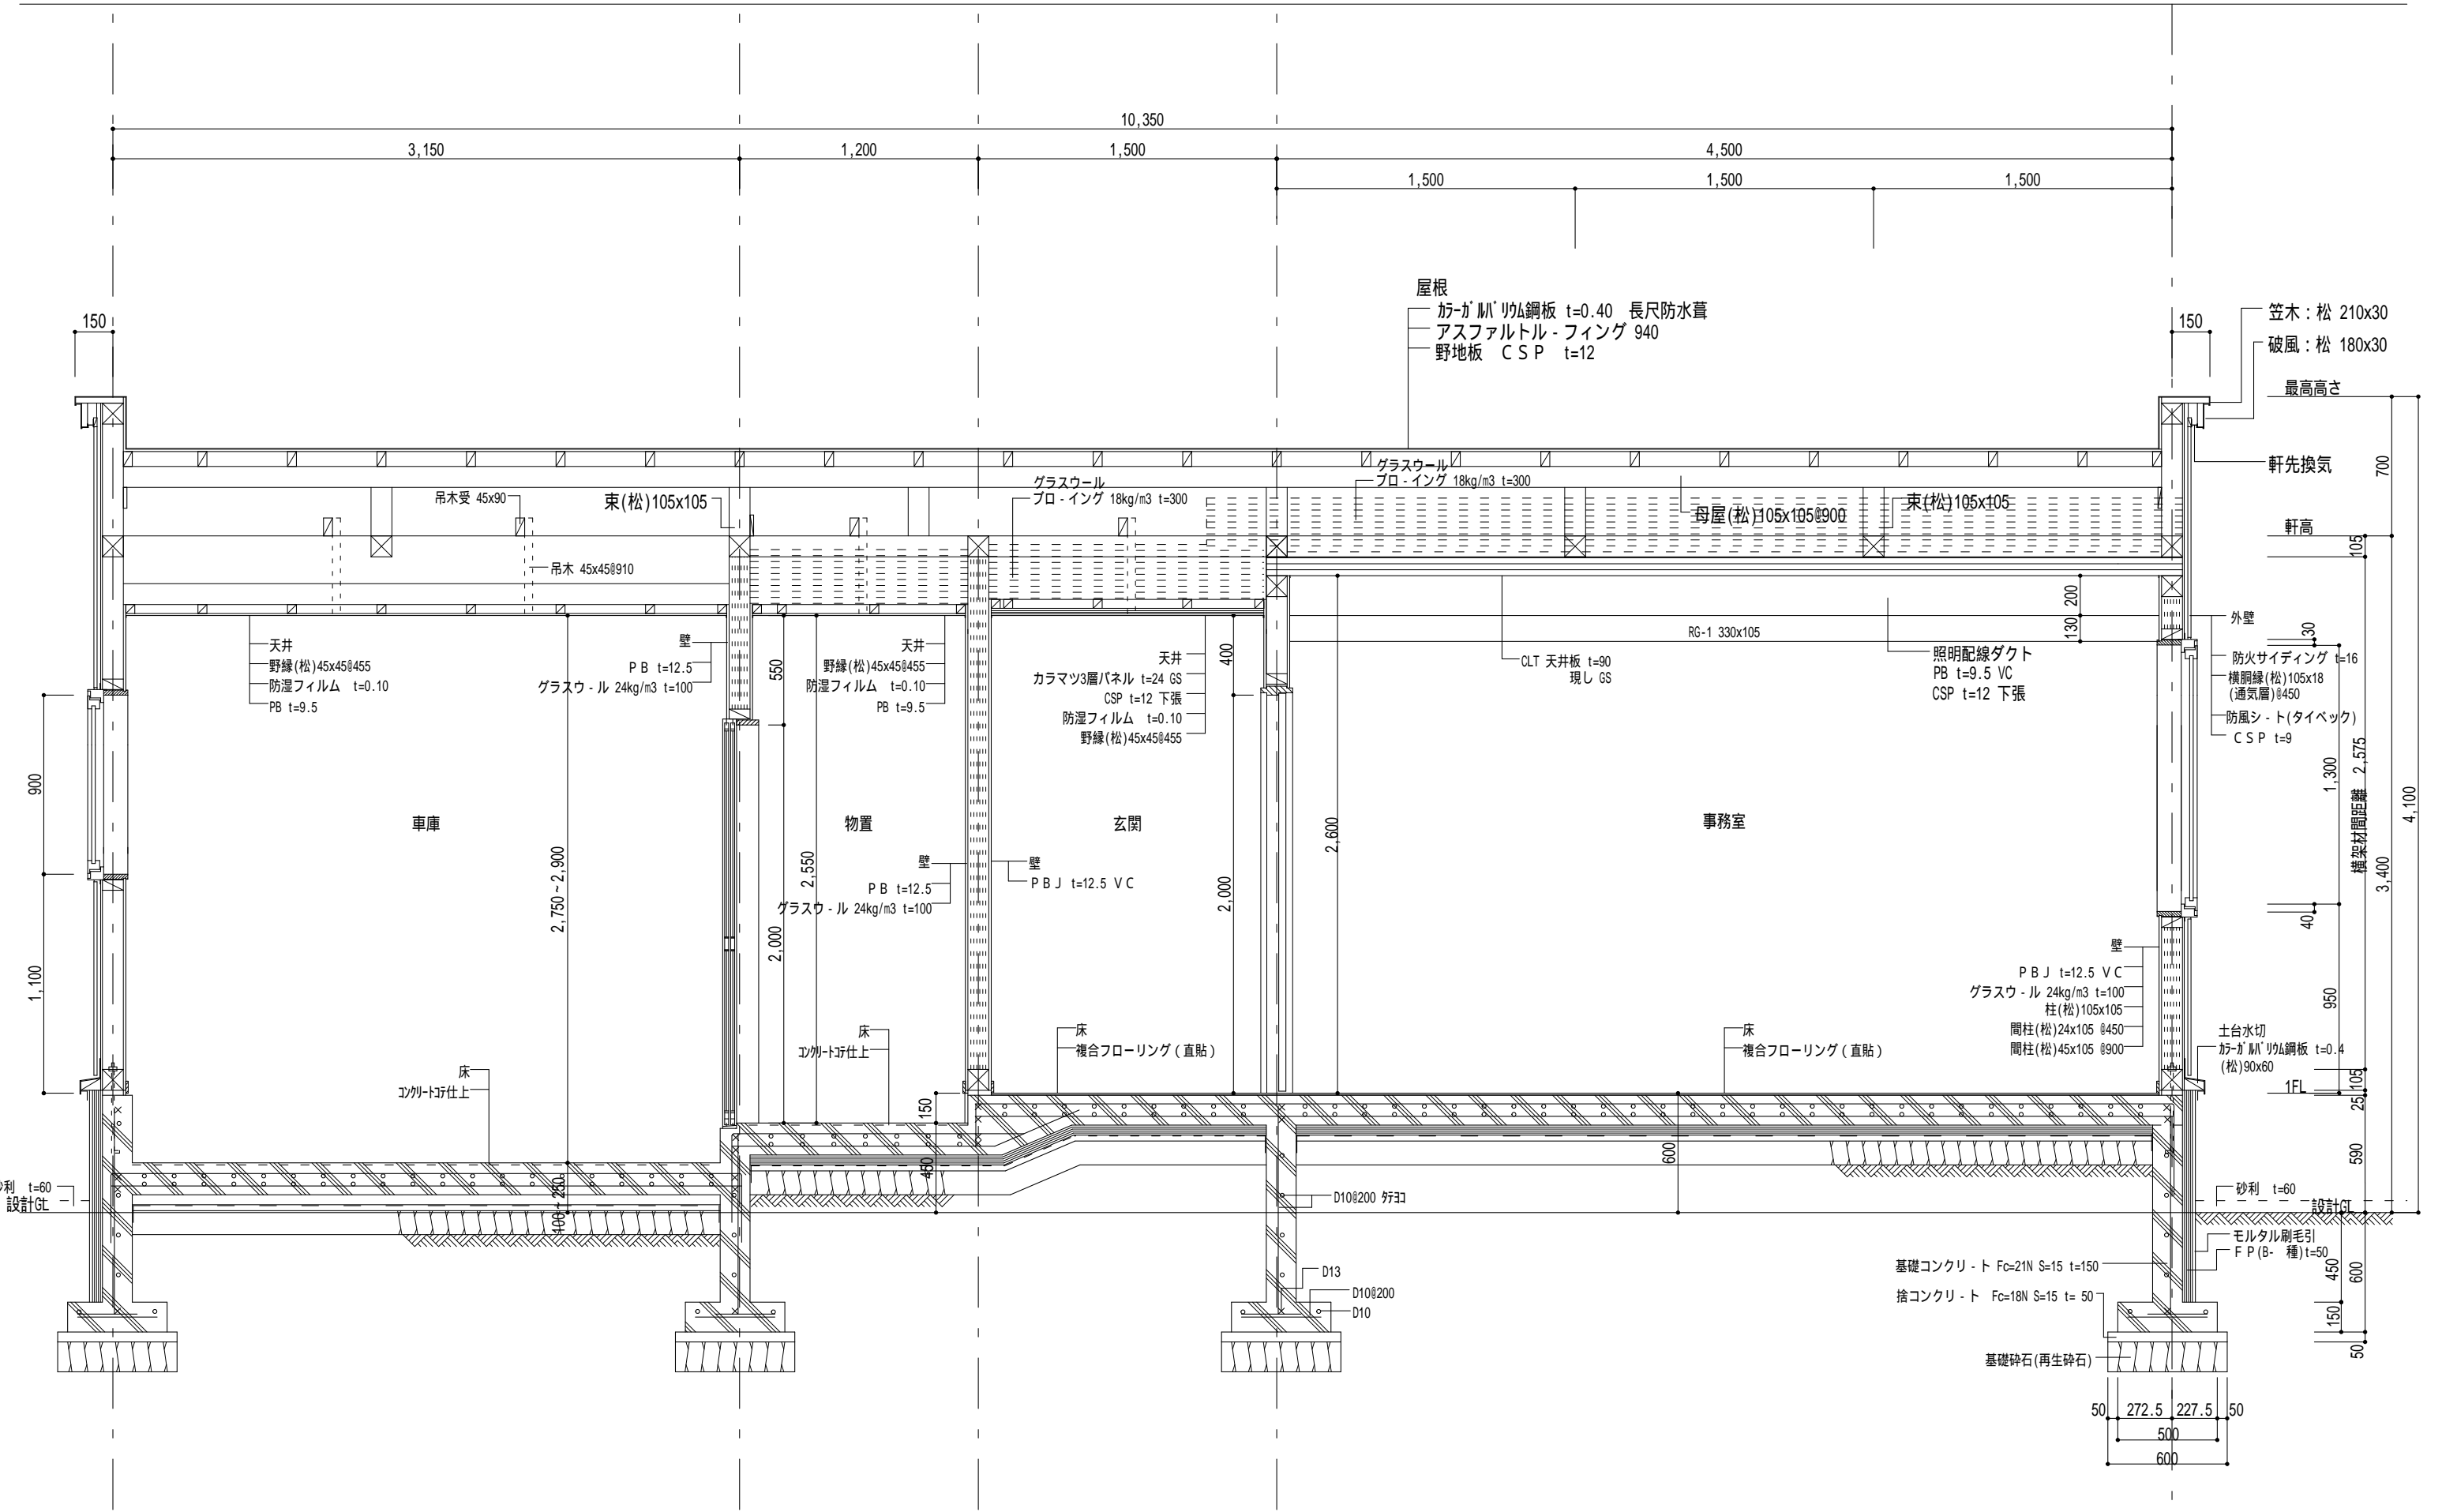 10,350
3,150
1,200
1,500
4,500
1,500
1,500
1,500
屋根
ｶﾗｰｶﾞﾙﾊﾞﾘｳﾑ鋼板 t=0.40 長尺防水葺
アスファルトル-フィング 940
野地板 ＣＳＰ t=12
150
150
笠木：松 210x30
破風：松 180x30
最高高さ
軒先換気
700
軒高
105
吊木受 45x90
束(松)105x105
グラスウール
ブロ-イング 18kg/m3 t=300
グラスウール
ブロ-イング 18kg/m3 t=300
母屋(松)105x105@900
束(松)105x105
吊木 45x45@910
天井
野縁(松)45x45@455
防湿フィルム t=0.10
PB t=9.5
壁
ＰＢ t=12.5
グラスウ-ル 24kg/m3 t=100
550
天井
野縁(松)45x45@455
防湿フィルム t=0.10
PB t=9.5
天井
カラマツ3層パネル t=24 GS
CSP t=12 下張
防湿フィルム t=0.10
野縁(松)45x45@455
400
RG-1 330x105
CLT 天井板 t=90
現し GS
照明配線ダクト
PB t=9.5 VC
CSP t=12 下張
200
130
30
外壁
防火サイディング t=16
横胴縁(松)105x18
(通気層)@450
防風シ-ト(タイベック)
ＣＳＰ t=9
900
1,100
車庫
2,750~2,900
物置
2,550
2,000
玄関
2,000
2,600
事務室
1,300
横架材間距離 2,575
3,400
4,100
40
950
壁
ＰＢ t=12.5
グラスウ-ル 24kg/m3 t=100
壁
ＰＢＪ t=12.5 ＶＣ
壁
ＰＢＪ t=12.5 ＶＣ
グラスウ-ル 24kg/m3 t=100
柱(松)105x105
間柱(松)24x105 @450
間柱(松)45x105 @900
床
ｺﾝｸﾘｰﾄｺﾃ仕上
床
ｺﾝｸﾘｰﾄｺﾃ仕上
床
複合フローリング(直貼)
床
複合フローリング(直貼)
土台水切
ｶﾗｰｶﾞﾙﾊﾞﾘｳﾑ鋼板 t=0.4
(松)90x60
1FL
105
25
590
150
450
600
100~250
砂利 t=60
設計GL
砂利 t=60
設計GL
D10@200 ﾀﾃﾖｺ
D13
D10@200
D10
モルタル刷毛引
ＦＰ(B- 種)t=50
基礎コンクリ-ト Fc=21N S=15 t=150
捨コンクリ-ト Fc=18N S=15 t= 50
基礎砕石(再生砕石)
450
600
150
50
50
272.5
227.5
50
500
600